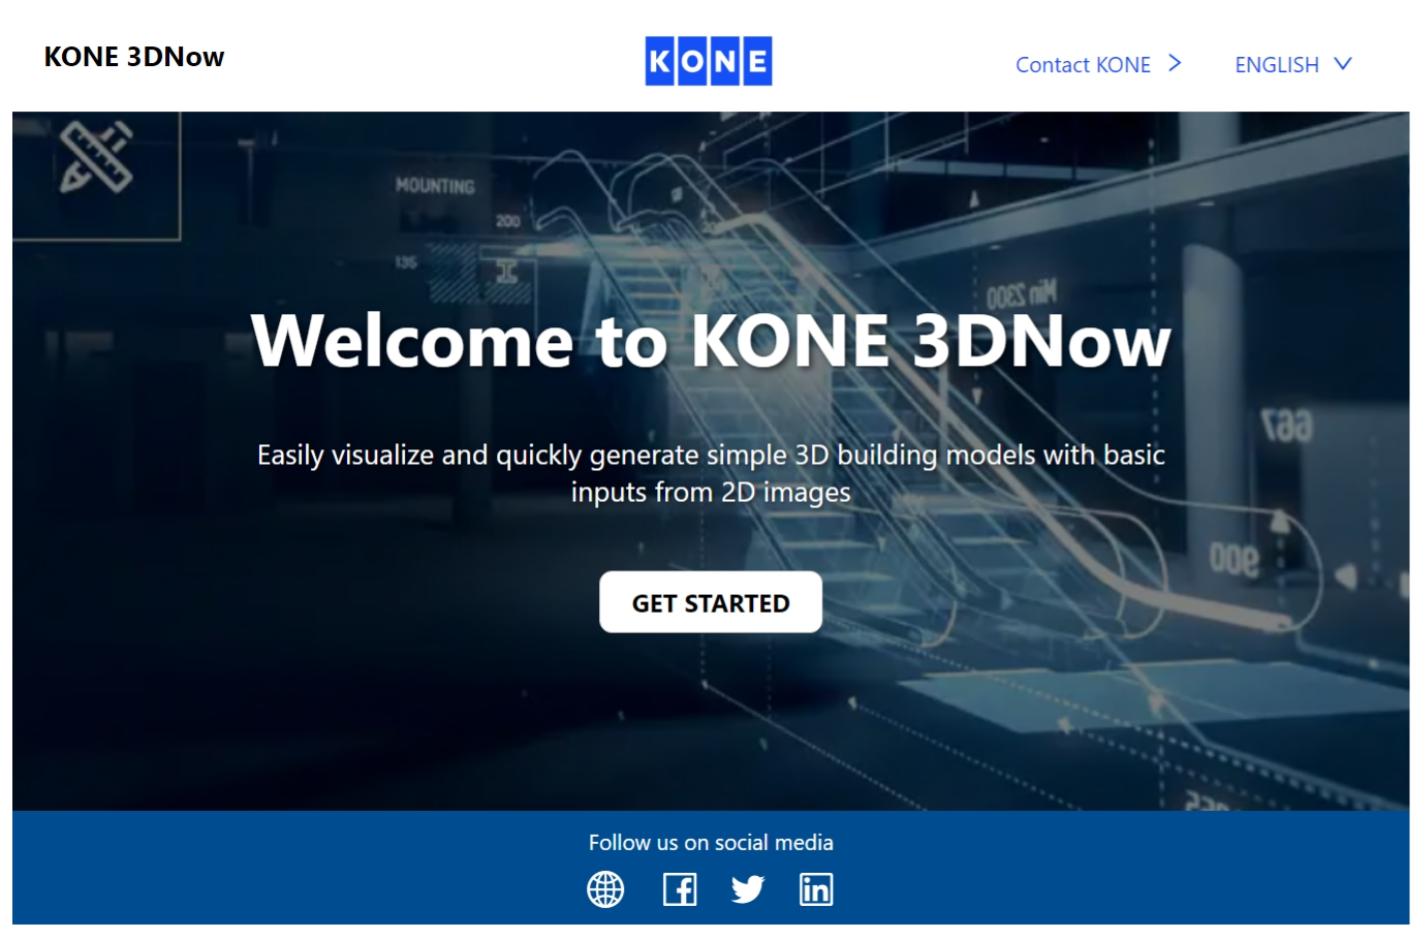 KONE 3DNow
KONE
Contact KONE
ENGLISH
MOUNTING
200
135
Min 2300
Welcome to KONE 3DNow
667
Easily visualize and quickly generate simple 3D building models with basic
inputs from 2D images
900
GET STARTED
Follow us on social media
f
in